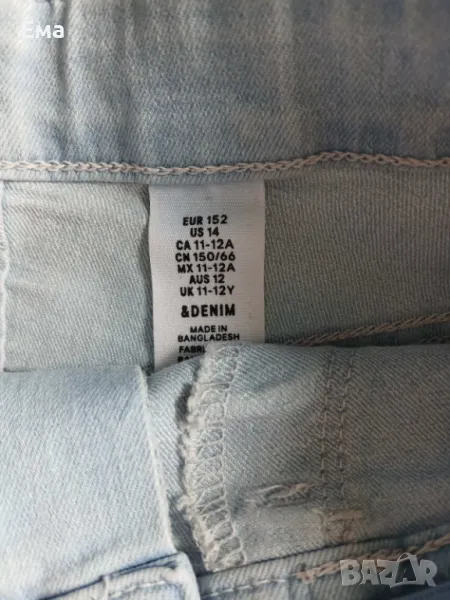 Ema
EUR 152
US 14
CA 11-12A
CN 150/66
MX 11-12A
AUS 12
UK 11-12Y
&DENIM
MADE IN
BANGLADESH
BAZAR